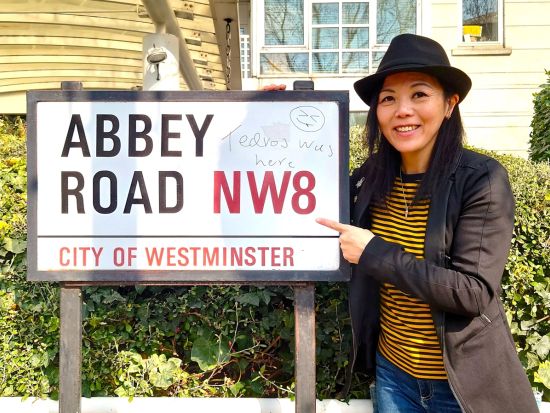 ABBEY
ROAD NW8
CITY OF WESTMINSTER
Tedros was
here